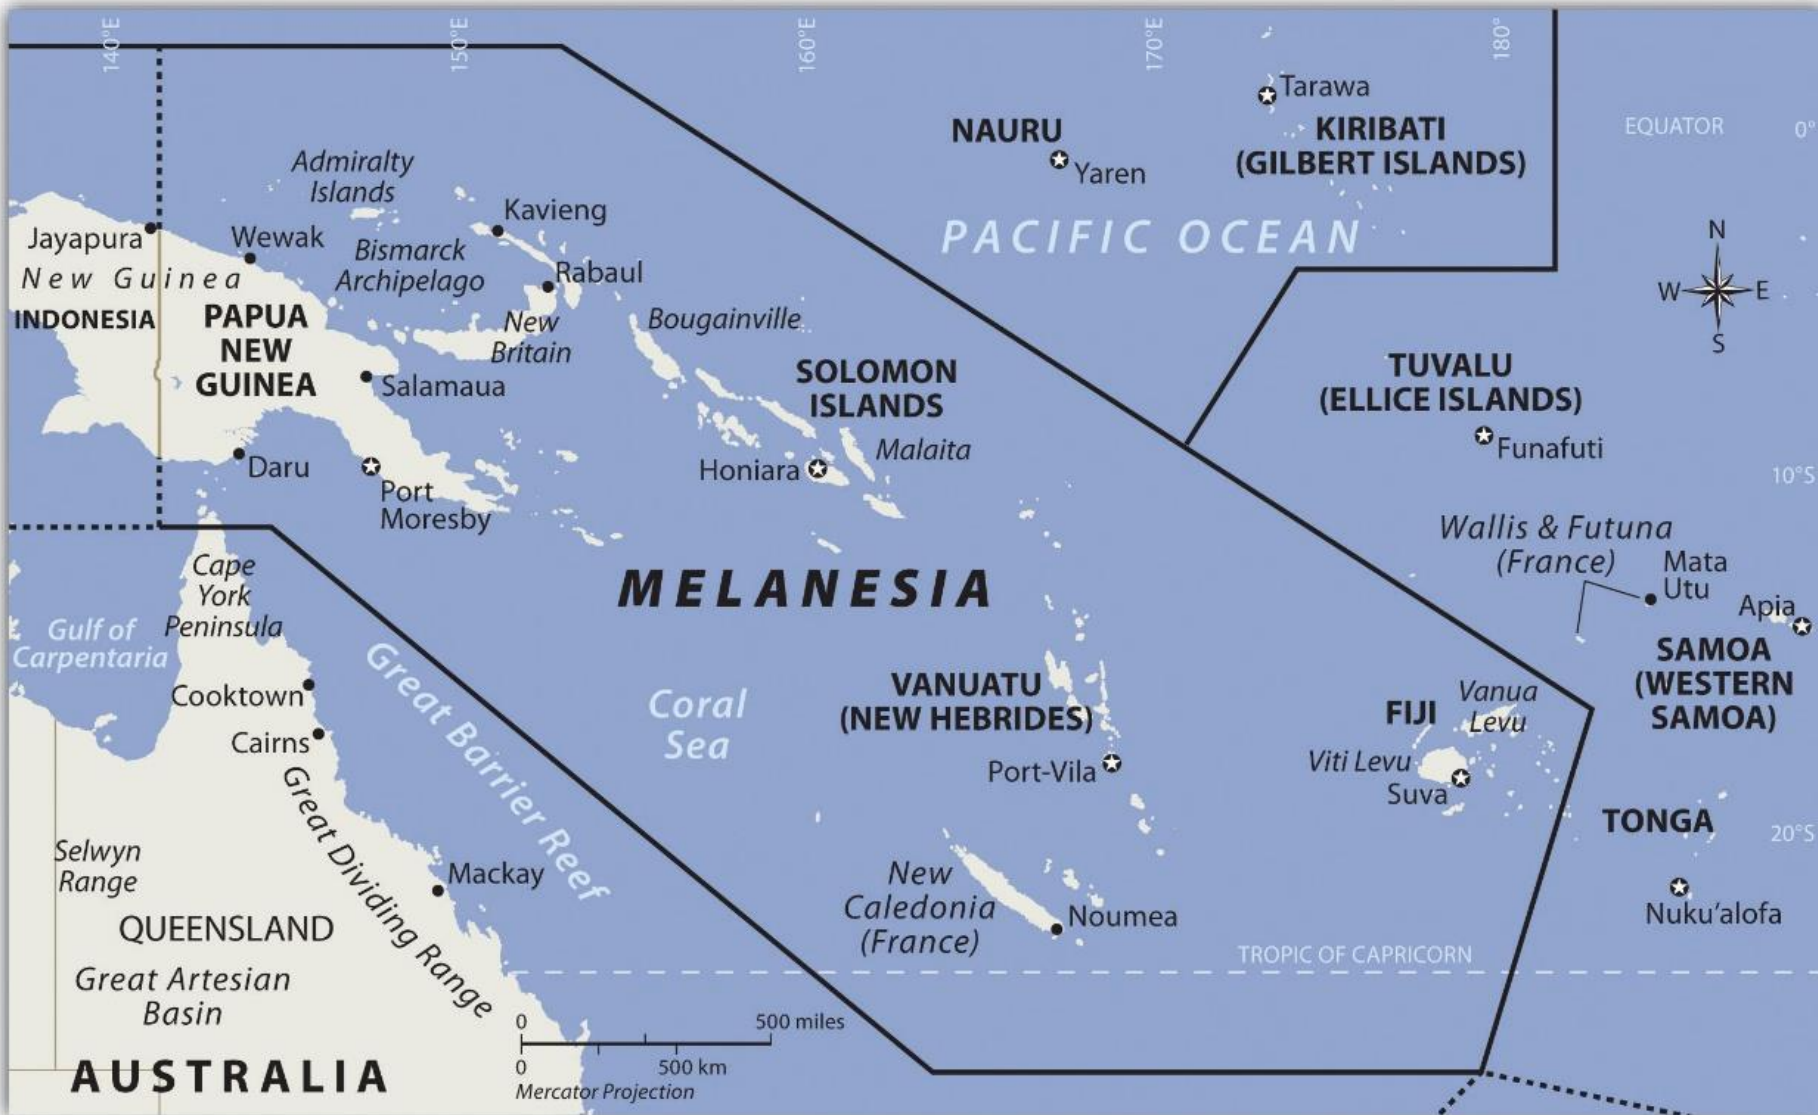 140°E
150°E
160°E
170°E
180°
Tarawa
NAURU
KIRIBATI
(GILBERT ISLANDS)
EQUATOR
0°
Yaren
Admiralty
Islands
Kavieng
PACIFIC OCEAN
Jayapura
Wewak
Bismarck
Archipelago
Rabaul
New Guinea
INDONESIA
PAPUA
NEW
GUINEA
New
Britain
Bougainville
N
W
E
S
Salamaua
SOLOMON
ISLANDS
TUVALU
(ELLICE ISLANDS)
Funafuti
Malaita
Honiara
Daru
Port
Moresby
10°S
Wallis & Futuna
(France)
Mata
Utu
Apia
Cape
York
Peninsula
MELANESIA
Gulf of
Carpentaria
SAMOA
(WESTERN
SAMOA)
Great Barrier Reef
Coral
Sea
VANUATU
(NEW HEBRIDES)
FIJI
Vanua
Levu
Cooktown
Cairns
Port-Vila
Viti Levu
Suva
Great Dividing Range
TONGA
20°S
Selwyn
Range
Mackay
New
Caledonia
(France)
Noumea
Nuku’alofa
QUEENSLAND
TROPIC OF CAPRICORN
Great Artesian
Basin
0
500 miles
0
500 km
Mercator Projection
AUSTRALIA